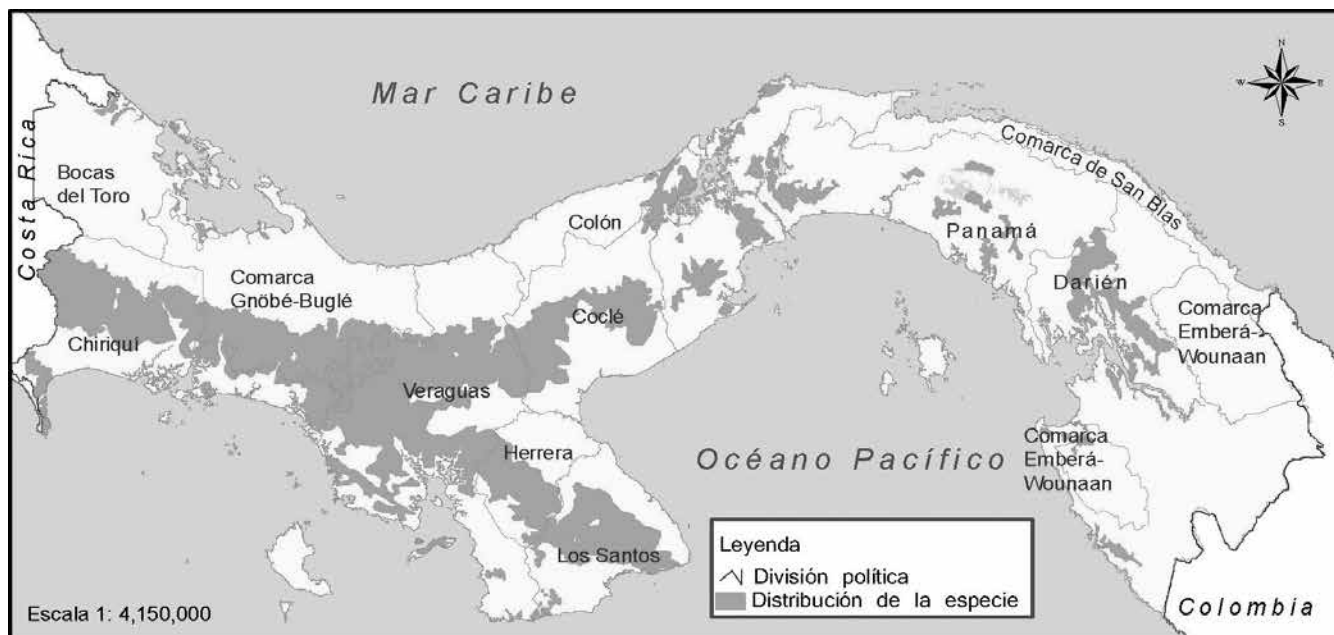 Mar Caribe
N
W E
S
Costa Rica
Bocas
del Toro
Comarca de San Blas
Colón
Panamá
Comarca
Gnöbé-Buglé
Darién
Coclé
Comarca
Emberá-
Wounaan
Chiriquí
Veraguas
Herrera
Océano Pacífico
Comarca
Emberá-
Wounaan
Los Santos
Leyenda
División política
Distribución de la especie
Escala 1: 4,150,000
Colombia